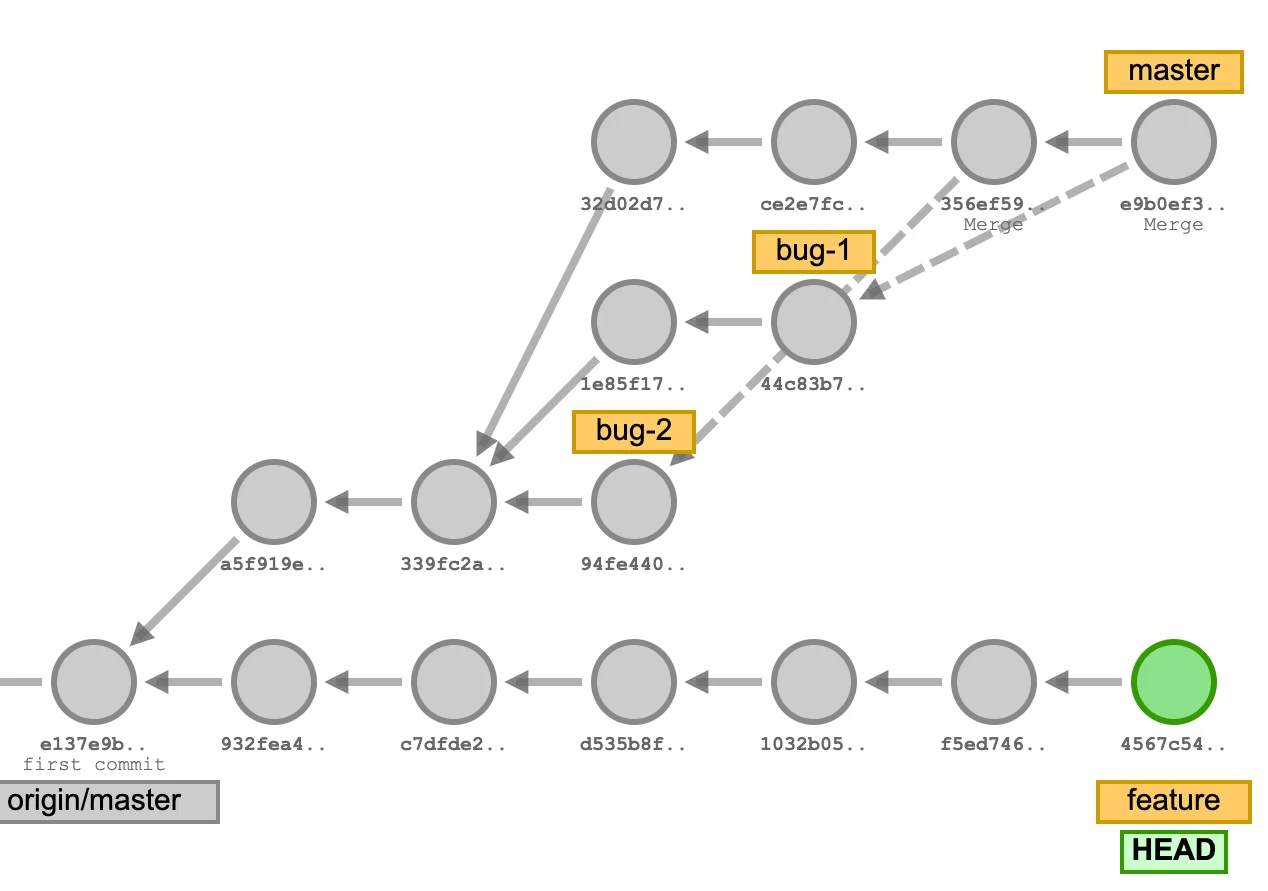 master
32d02d7..
ce2e7fc..
356ef59..
Merge
e9b0ef3..
Merge
bug-1
1e85f17..
44c83b7..
bug-2
a5f919e..
339fc2a..
94fe440..
e137e9b..
first commit
932fea4..
c7dfde2..
d535b8f..
1032b05..
f5ed746..
4567c54..
origin/master
feature
HEAD